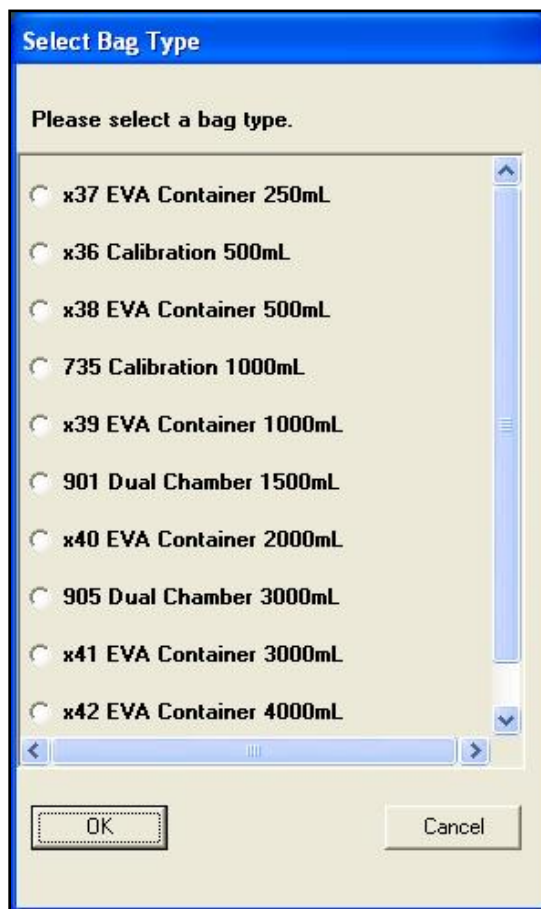 Select Bag Type
Please select a bag type.
x37 EVA Container 250mL
x36 Calibration 500mL
x38 EVA Container 500mL
735 Calibration 1000mL
x39 EVA Container 1000mL
901 Dual Chamber 1500mL
x40 EVA Container 2000mL
905 Dual Chamber 3000mL
x41 EVA Container 3000mL
x42 EVA Container 4000mL
OK
Cancel